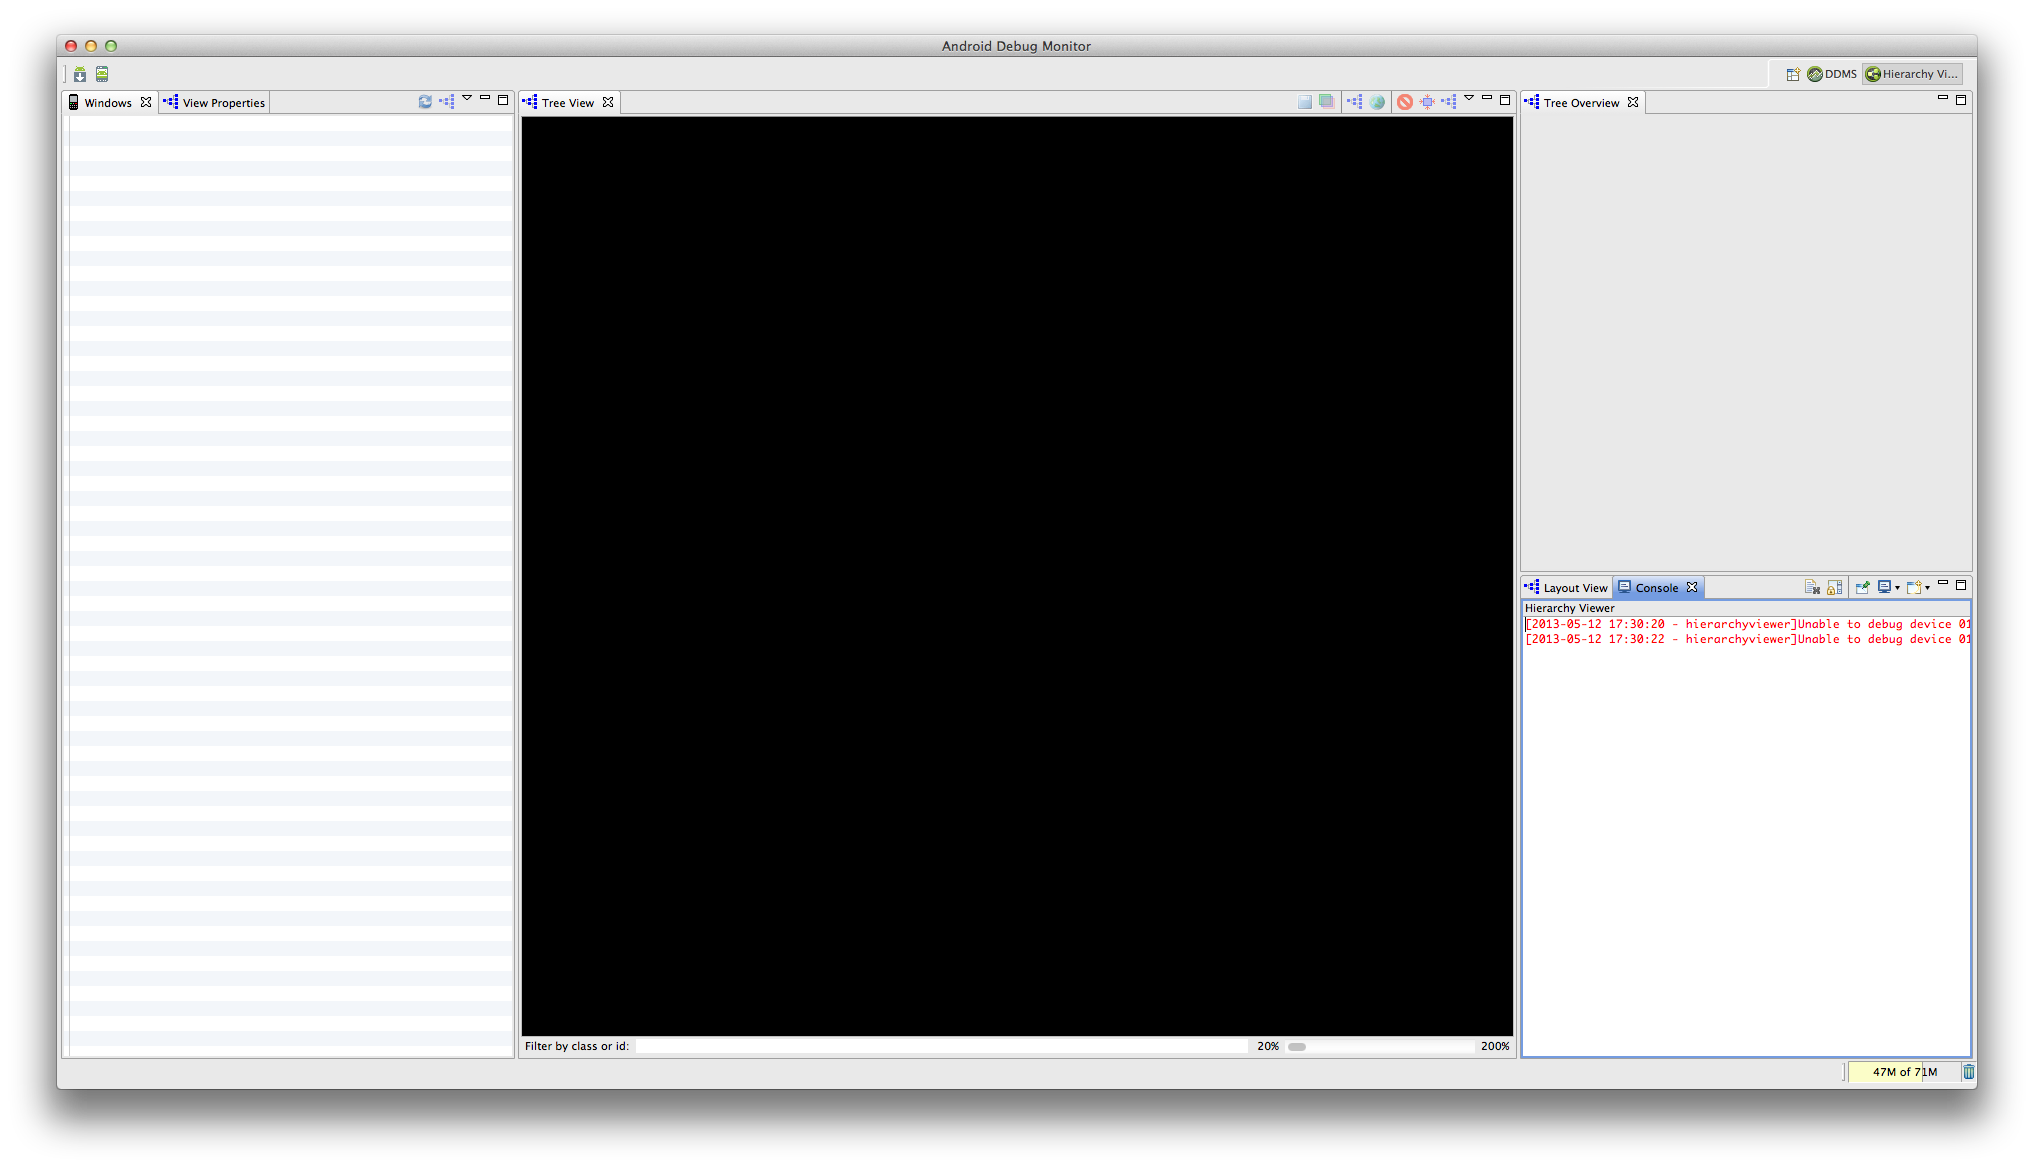 Android Debug Monitor
DDMS
Hierarchy Vi...
Windows
View Properties
Tree View
Tree Overview
Layout View
Console
Hierarchy Viewer
[2013-05-12 17:30:20 - hierarchyviewer]Unable to debug device 01
[2013-05-12 17:30:22 - hierarchyviewer]Unable to debug device 01
Filter by class or id:
20%
200%
47M of 71M